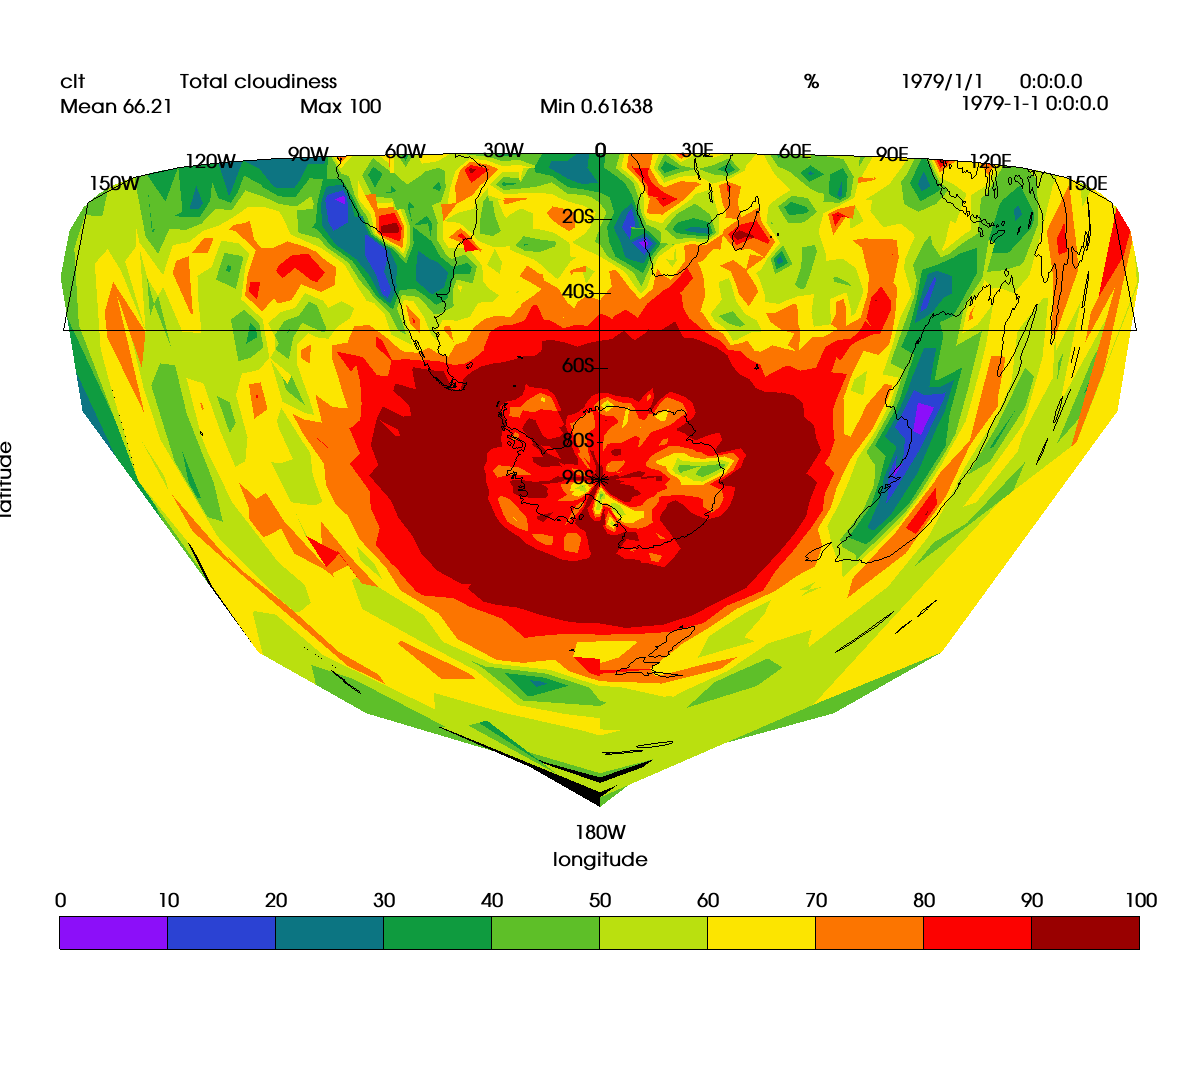 clt Total cloudiness % 1979/1/1 0:0:0.0
Mean 66.21 Max 100 Min 0.61638 1979-1-1 0:0:0.0
150W 120W 90W 60W 30W 0 30E 60E 90E 120E 150E
20S
40S
60S
80S
90S
latitude
180W
longitude
0 10 20 30 40 50 60 70 80 90 100